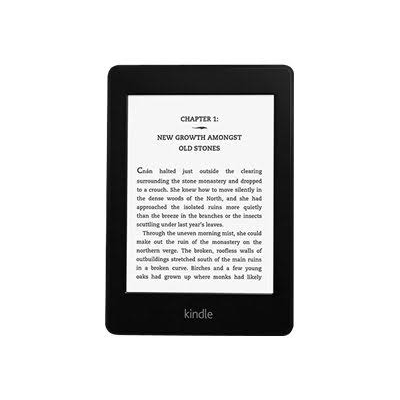 CHAPTER 1:
NEW GROWTH AMONGST
OLD STONES
Cnán halted just outside the clearing
surrounding the stone monastery and dropped
to a crouch. She knew how to move silently in
the dense woods of the North, and she had
approached the isolated ruins more quietly
than the breeze in the branches or the insects
scuttling under last year's leaves.
Through the uneven morning mist, she could
make out the ruin of the monastery on the
northern verge. The broken, roofless walls of
outbuildings stretched south of the main ruins
in a broken curve. Birches and a few young
oaks had grown up where monks had likely
kindle